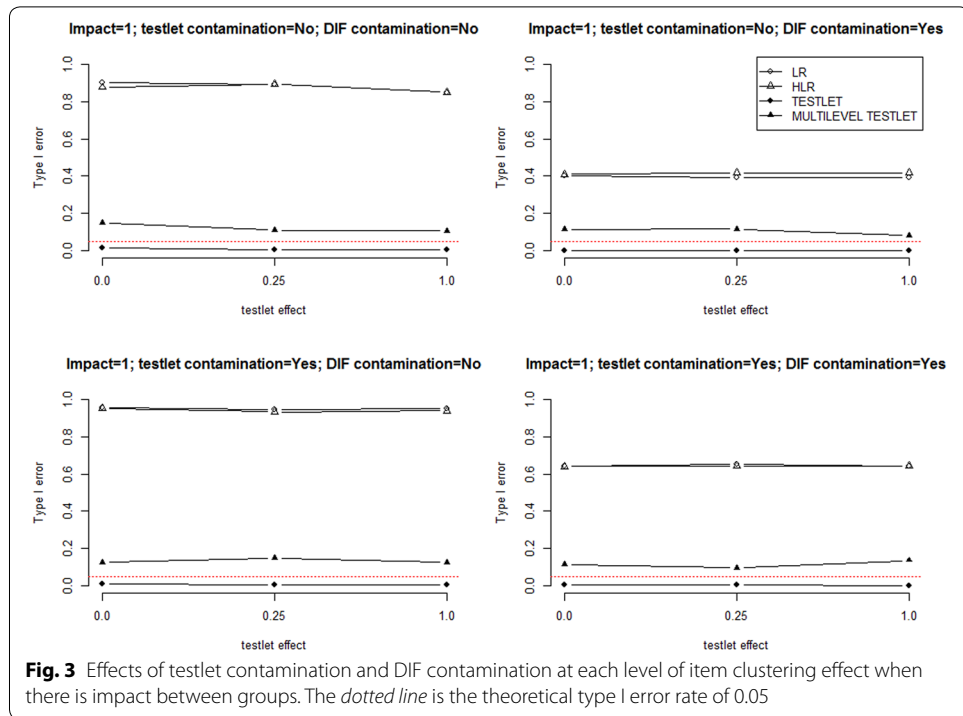 Impact=1; testlet contamination=No; DIF contamination=No
Type I error
0.0 0.2 0.4 0.6 0.8 1.0
0.0 0.25 1.0
testlet effect
Impact=1; testlet contamination=No; DIF contamination=Yes
LR
HLR
TESTLET
MULTILEVEL TESTLET
Type I error
0.0 0.2 0.4 0.6 0.8 1.0
0.0 0.25 1.0
testlet effect
Impact=1; testlet contamination=Yes; DIF contamination=No
Type I error
0.0 0.2 0.4 0.6 0.8 1.0
0.0 0.25 1.0
testlet effect
Impact=1; testlet contamination=Yes; DIF contamination=Yes
Type I error
0.0 0.2 0.4 0.6 0.8 1.0
0.0 0.25 1.0
testlet effect
Fig. 3 Effects of testlet contamination and DIF contamination at each level of item clustering effect when
there is impact between groups. The dotted line is the theoretical type I error rate of 0.05